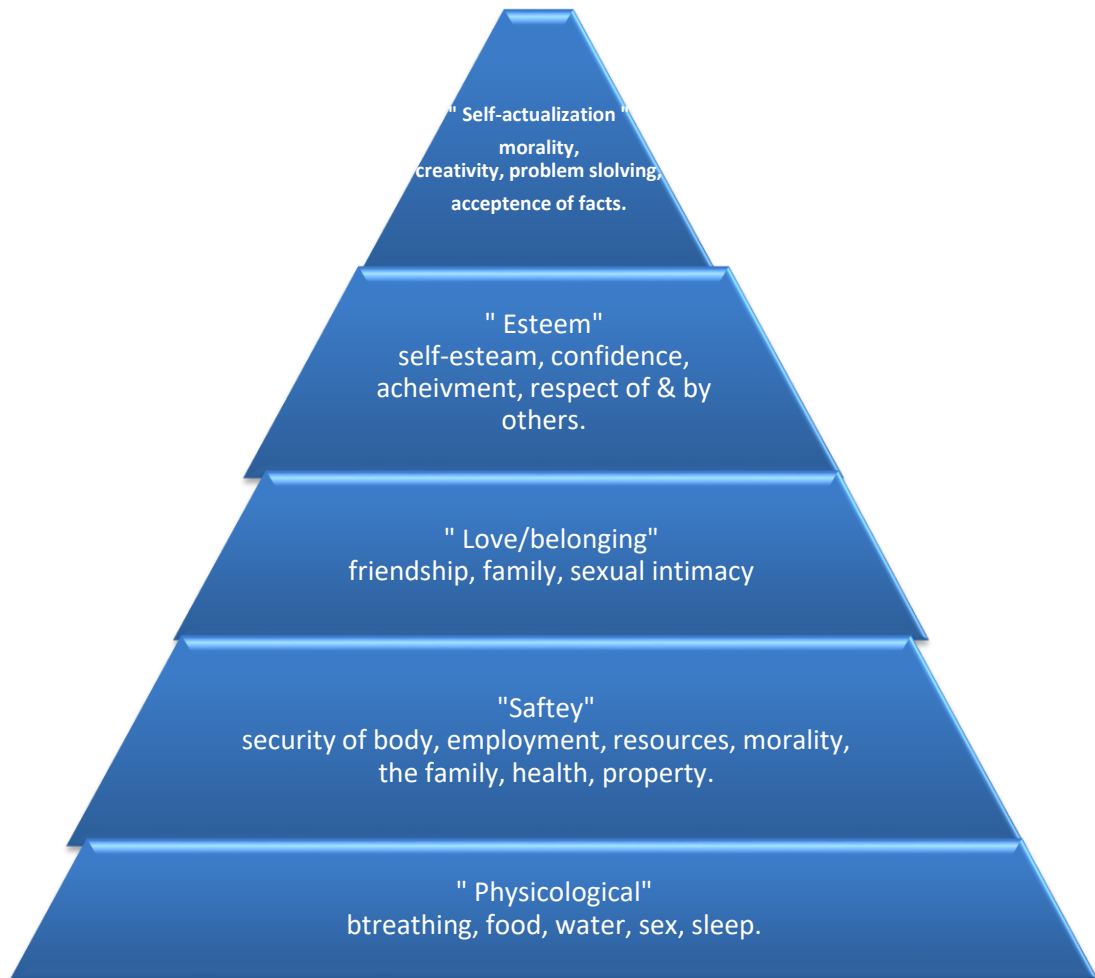 " Self-actualization "
morality,
creativity, problem slolving,
acceptence of facts.
" Esteem"
self-esteam, confidence,
acheivment, respect of & by
others.
" Love/belonging"
friendship, family, sexual intimacy
"Saftey"
security of body, employment, resources, morality,
the family, health, property.
" Physicological"
btreathing, food, water, sex, sleep.